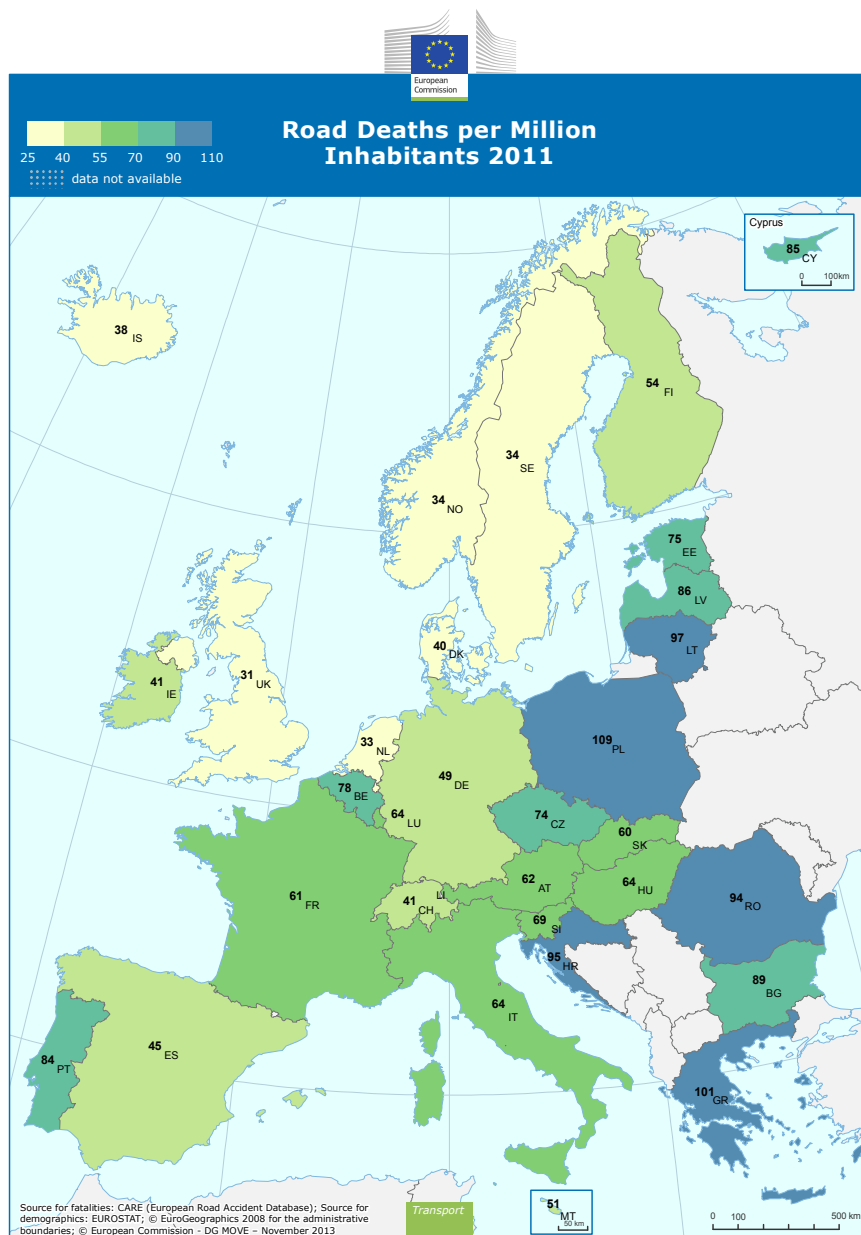 European
Commission
Road Deaths per Million
Inhabitants 2011
25 40 55 70 90 110
data not available
Cyprus
85 CY
0 100km
38 IS
54 FI
34 SE
34 NO
75 EE
86 LV
97 LT
40 DK
41 IE
31 UK
33 NL
109 PL
49 DE
78 BE
64 LU
74 CZ
60 SK
62 AT
64 HU
61 FR
41 CH
LI
69 SI
94 RO
95 HR
89 BG
64 IT
45 ES
84 PT
101 GR
51 MT
50 km
Source for fatalities: CARE (European Road Accident Database); Source for
demographics: EUROSTAT; © EuroGeographics 2008 for the administrative
boundaries; © European Commission - DG MOVE – November 2013
Transport
0 100 500 km